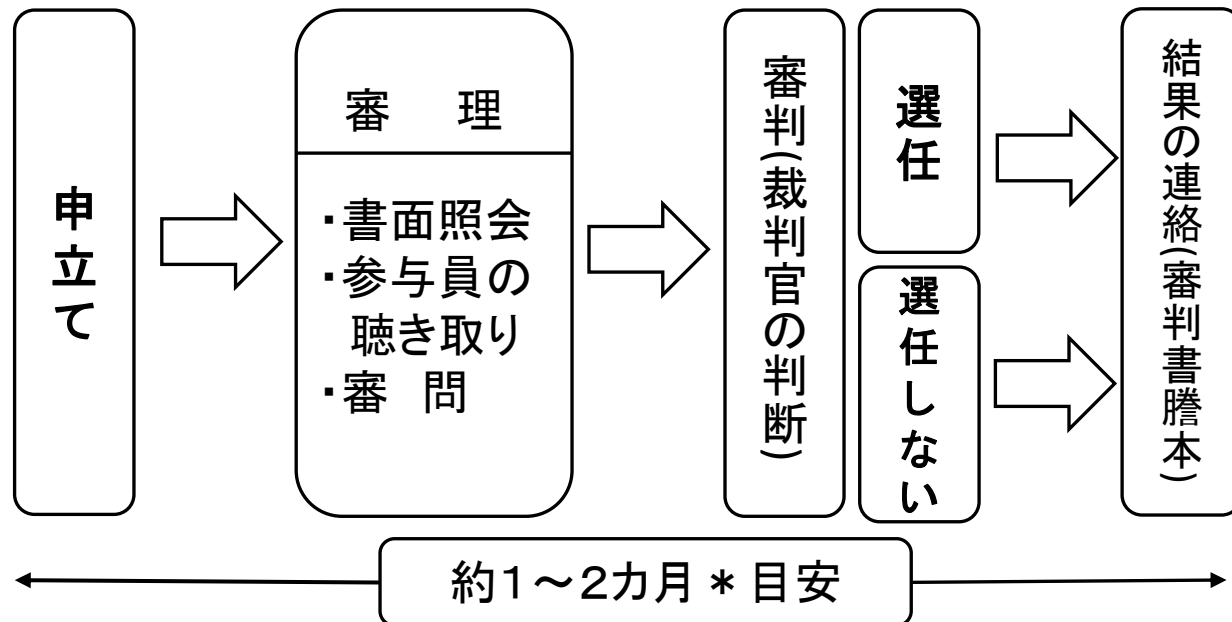 申立て
審　理
・書面照会
・参与員の
聴き取り
・審　問
審判(裁判官の判断)
選任
選任しない
結果の連絡(審判書謄本)
約１～２カ月＊目安